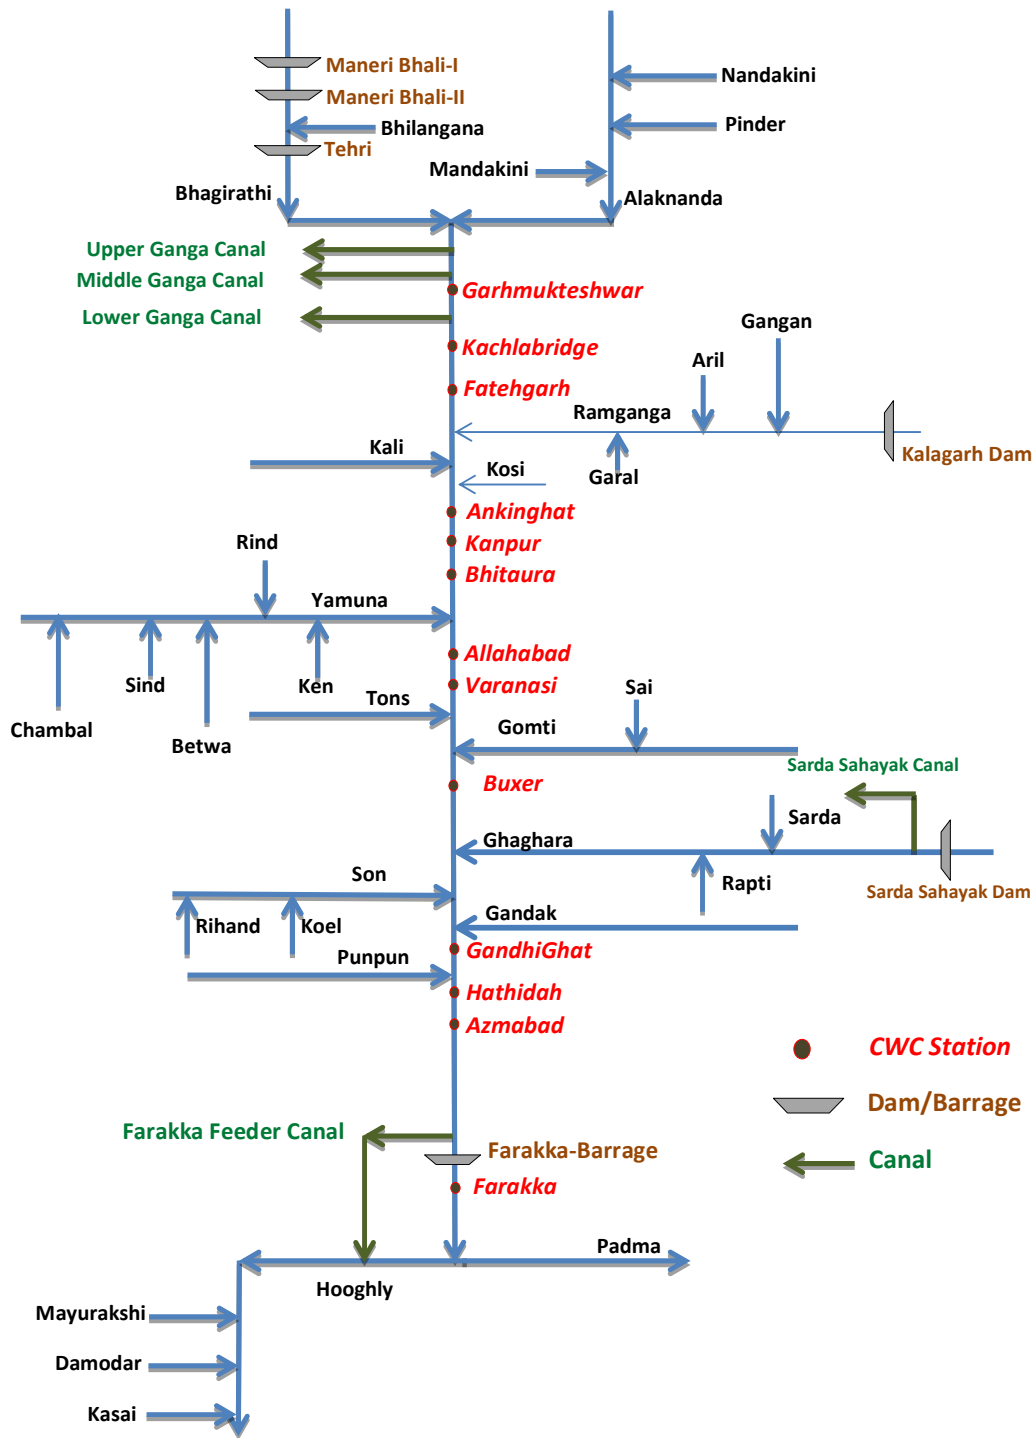 Maneri Bhali-I
Nandakini
Maneri Bhali-II
Bhilangana
Pinder
Tehri
Mandakini
Bhagirathi
Alaknanda
Upper Ganga Canal
Middle Ganga Canal
Garhmukteshwar
Lower Ganga Canal
Gangan
Kachlabridge
Aril
Fatehgarh
Ramganga
Kali
Kalagarh Dam
Kosi
Garal
Ankinghat
Rind
Kanpur
Bhitaura
Yamuna
Allahabad
Sind
Ken
Varanasi
Sai
Tons
Chambal
Gomti
Betwa
Sarda Sahayak Canal
Buxer
Sarda
Ghaghara
Son
Rapti
Sarda Sahayak Dam
Gandak
Rihand
Koel
GandhiGhat
Punpun
Hathidah
Azmabad
CWC Station
Dam/Barrage
Farakka Feeder Canal
Farakka-Barrage
Canal
Farakka
Padma
Hooghly
Mayurakshi
Damodar
Kasai